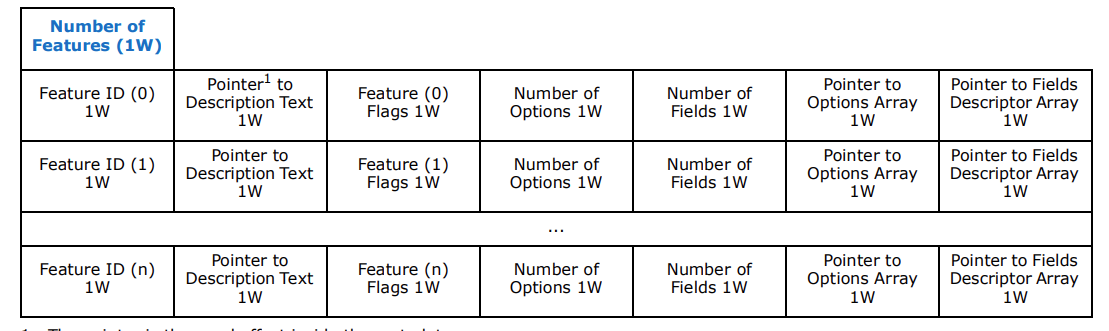 Number of
Features (1W)
Feature ID (0)
1W
Pointer1 to
Description Text
1W
Feature (0)
Flags 1W
Number of
Options 1W
Number of
Fields 1W
Pointer to
Options Array
1W
Pointer to Fields
Descriptor Array
1W
Feature ID (1)
1W
Pointer to
Description Text
1W
Feature (1)
Flags 1W
Number of
Options 1W
Number of
Fields 1W
Pointer to
Options Array
1W
Pointer to Fields
Descriptor Array
1W
...
Feature ID (n)
1W
Pointer to
Description Text
1W
Feature (n)
Flags 1W
Number of
Options 1W
Number of
Fields 1W
Pointer to
Options Array
1W
Pointer to Fields
Descriptor Array
1W